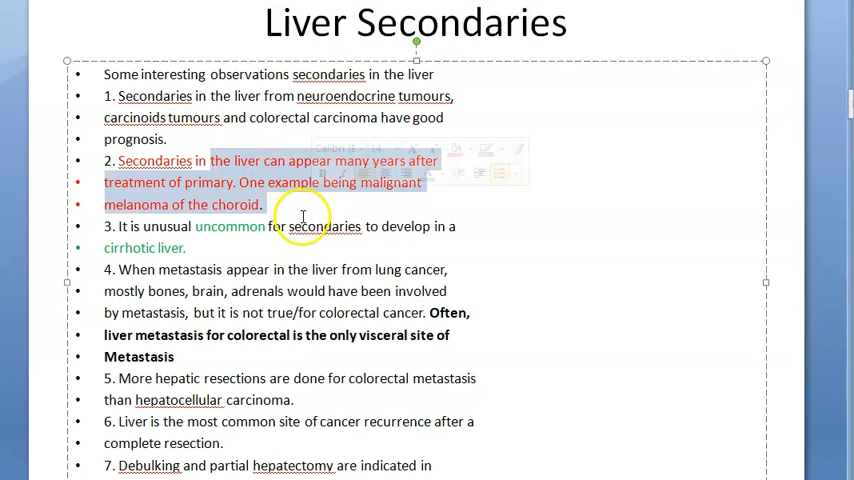 Liver Secondaries
• Some interesting observations secondaries in the liver
• 1. Secondaries in the liver from neuroendocrine tumours,
• carcinoids tumours and colorectal carcinoma have good
• prognosis.
• 2. Secondaries in the liver can appear many years after
• treatment of primary. One example being malignant
• melanoma of the choroid.
• 3. It is unusual uncommon for secondaries to develop in a
• cirrhotic liver.
• 4. When metastasis appear in the liver from lung cancer,
• mostly bones, brain, adrenals would have been involved
• by metastasis, but it is not true/for colorectal cancer. Often,
• liver metastasis for colorectal is the only visceral site of
• Metastasis
• 5. More hepatic resections are done for colorectal metastasis
• than hepatocellular carcinoma.
• 6. Liver is the most common site of cancer recurrence after a
• complete resection.
• 7. Debulking and partial hepatectomy are indicated in